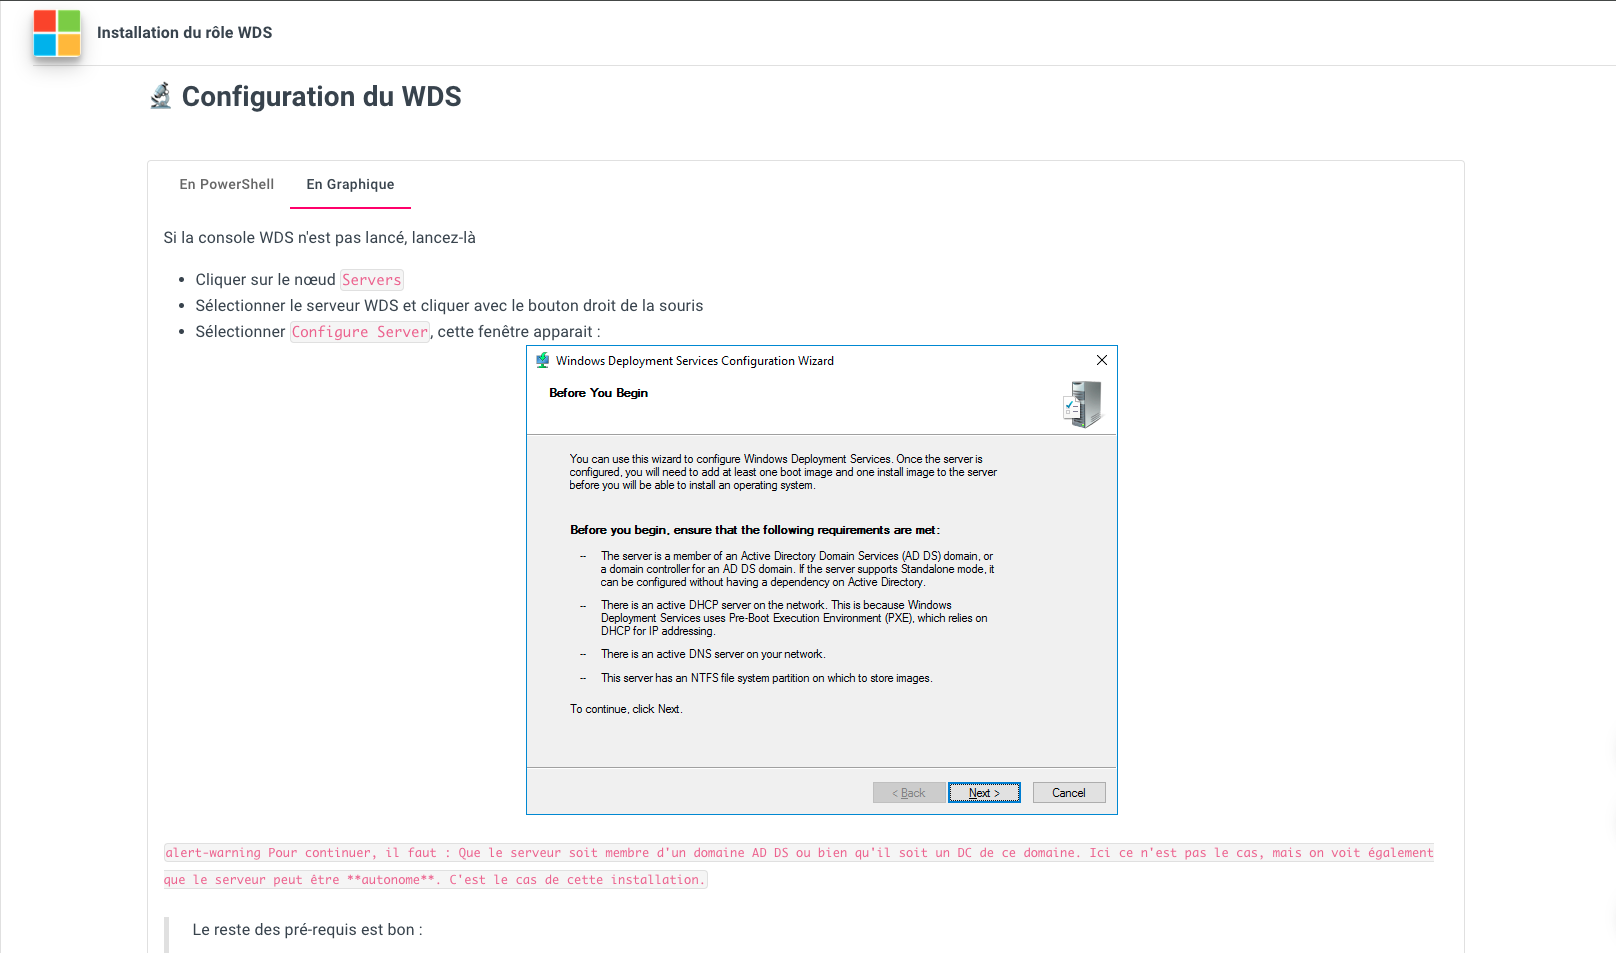 Installation du rôle WDS
Configuration du WDS
En PowerShell
En Graphique
Si la console WDS n'est pas lancé, lancez-là
Cliquer sur le nœud Servers
Sélectionner le serveur WDS et cliquer avec le bouton droit de la souris
Sélectionner Configure Server, cette fenêtre apparait :
Windows Deployment Services Configuration Wizard
Before You Begin
You can use this wizard to configure Windows Deployment Services. Once the server is
configured, you will need to add at least one boot image and one install image to the server
before you will be able to install an operating system.
Before you begin, ensure that the following requirements are met:
-- The server is a member of an Active Directory Domain Services (AD DS) domain, or
a domain controller for an AD DS domain. If the server supports Standalone mode, it
can be configured without having a dependency on Active Directory.
-- There is an active DHCP server on the network. This is because Windows
Deployment Services uses Pre-Boot Execution Environment (PXE), which relies on
DHCP for IP addressing.
-- There is an active DNS server on your network.
-- This server has an NTFS file system partition on which to store images.
To continue, click Next.
< Back
Next >
Cancel
alert-warning Pour continuer, il faut : Que le serveur soit membre d'un domaine AD DS ou bien qu'il soit un DC de ce domaine. Ici ce n'est pas le cas, mais on voit également
que le serveur peut être **autonome**. C'est le cas de cette installation.
Le reste des pré-requis est bon :